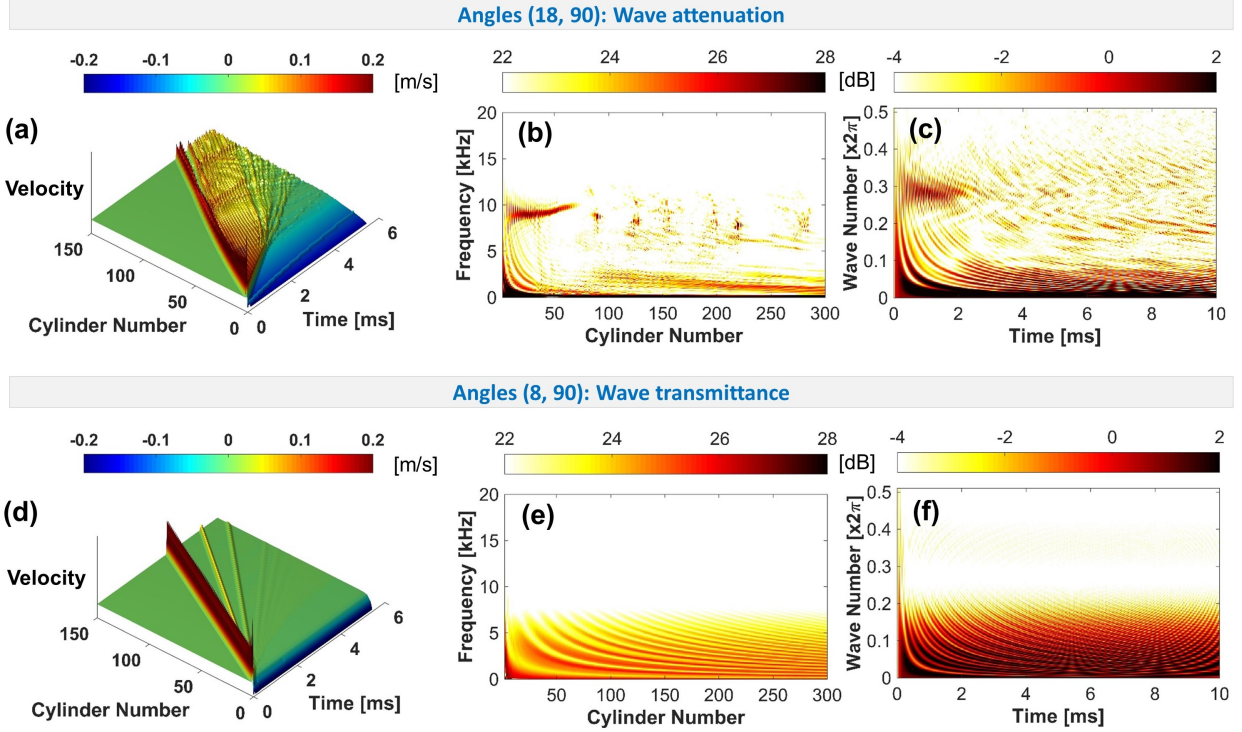 Angles (18, 90): Wave attenuation
-0.2 -0.1 0 0.1 0.2
[m/s]
22 24 26 28
[dB]
-4 -2 0 2
(a)
Velocity
150
100
50
0
Cylinder Number
0
2
4
6
Time [ms]
(b)
Frequency [kHz]
20
15
10
5
0
50 100 150 200 250 300
Cylinder Number
(c)
Wave Number [x2π]
0.5
0.4
0.3
0.2
0.1
0
0 2 4 6 8 10
Time [ms]
Angles (8, 90): Wave transmittance
-0.2 -0.1 0 0.1 0.2
[m/s]
22 24 26 28
[dB]
-4 -2 0 2
(d)
Velocity
150
100
50
0
Cylinder Number
0
2
4
6
Time [ms]
(e)
Frequency [kHz]
20
15
10
5
0
50 100 150 200 250 300
Cylinder Number
(f)
Wave Number [x2π]
0.5
0.4
0.3
0.2
0.1
0
0 2 4 6 8 10
Time [ms]